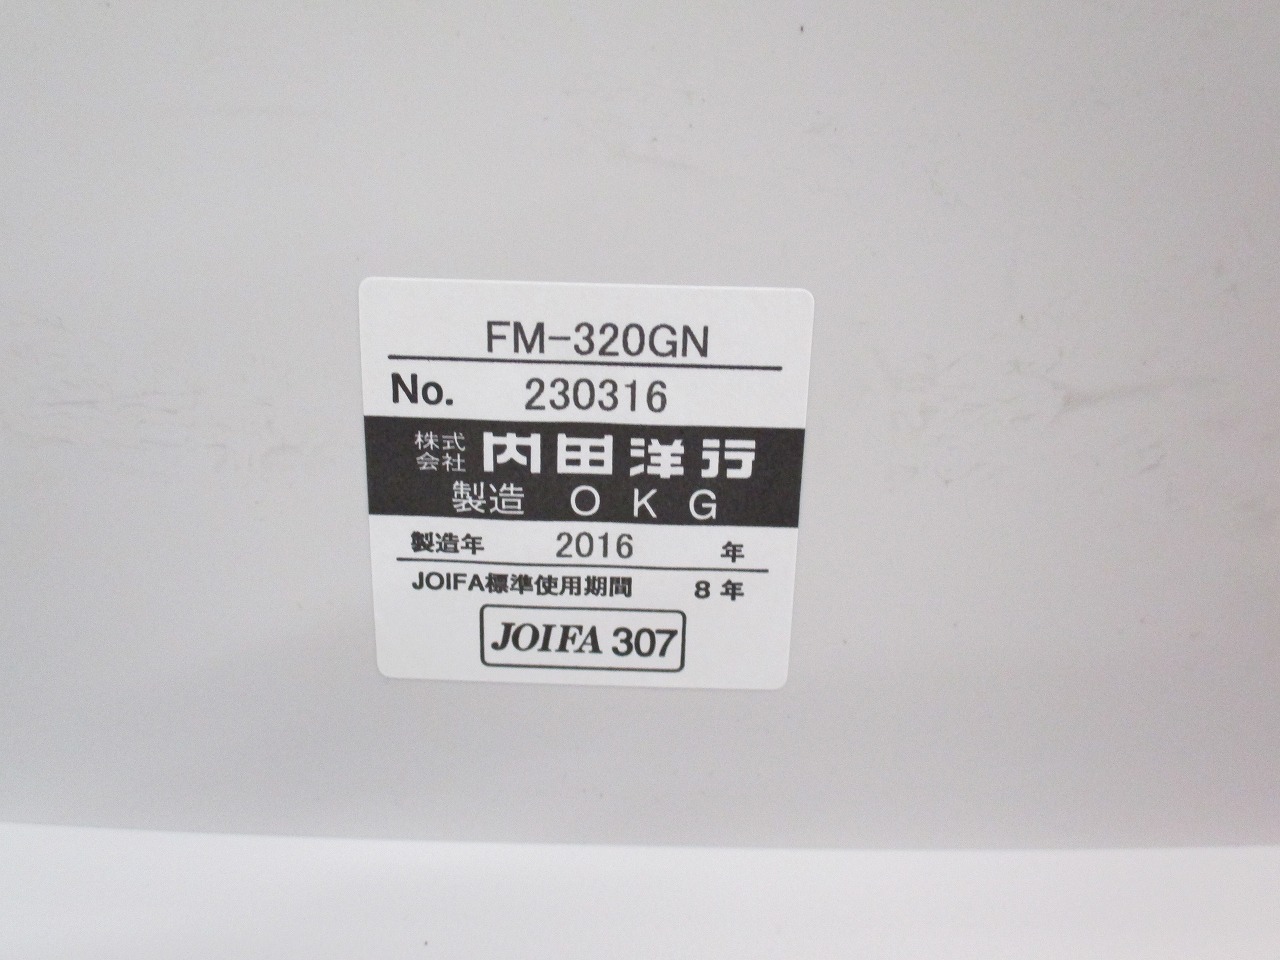 FM-320GN
No. 230316
株式会社 内田洋行
製造 OKG
製造年 2016 年
JOIFA標準使用期間 8年
JOIFA 307